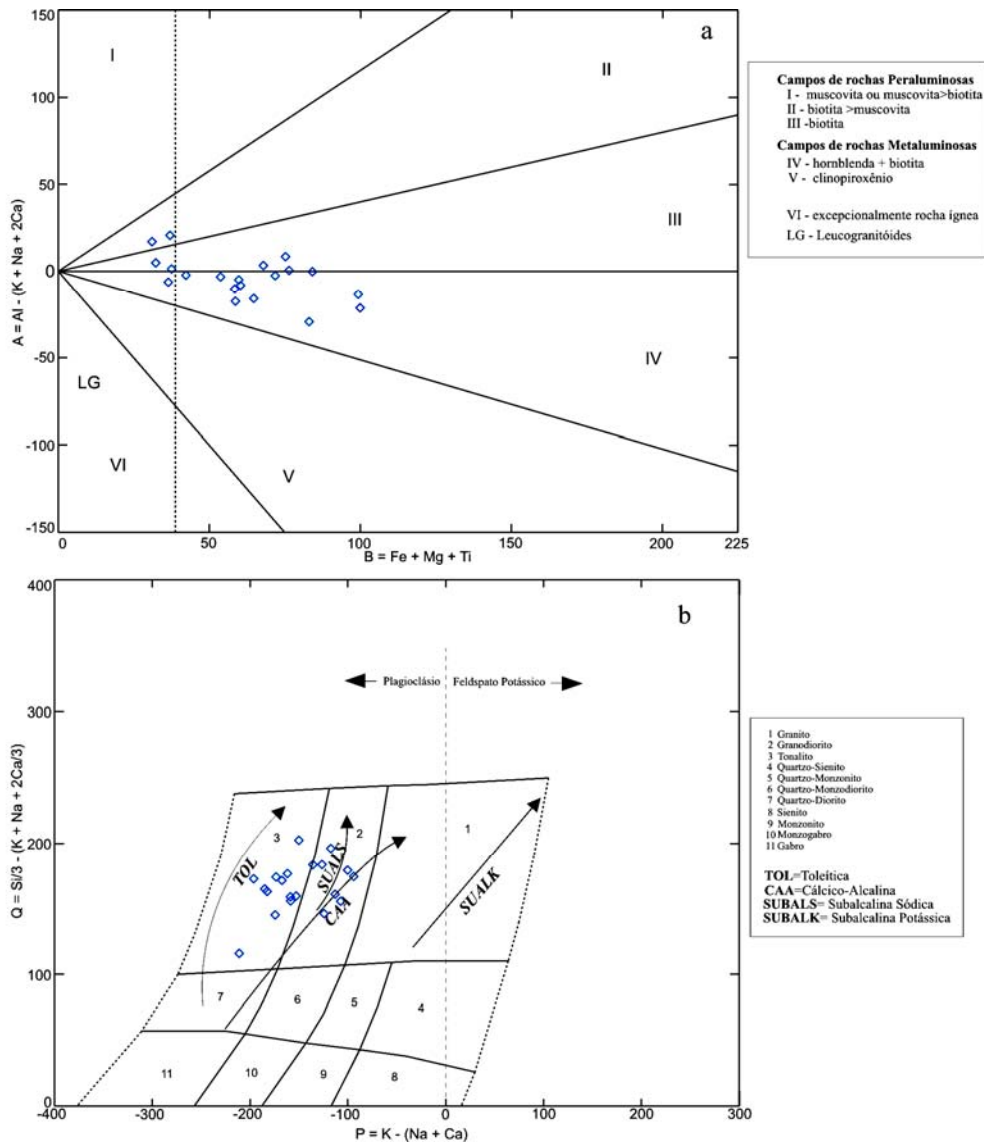 a
150
100
50
0
-50
-100
-150
A = Al - (K + Na + 2Ca)
I
II
III
IV
V
VI
LG
0
50
100
150
200
225
B = Fe + Mg + Ti
Campos de rochas Peraluminosas
I - muscovita ou muscovita>biotita
II - biotita >muscovita
III -biotita
Campos de rochas Metaluminosas
IV - hornblenda + biotita
V - clinopiroxênio
VI - excepcionalmente rocha ígnea
LG - Leucogranitóides
b
400
300
200
100
0
Q = Si/3 - (K + Na + 2Ca/3)
Plagioclásio
Feldspato Potássico
TOL
SUALS
CAA
SUALK
3
2
1
7
6
5
4
11
10
9
8
-400
-300
-200
-100
0
100
200
300
P = K - (Na + Ca)
1 Granito
2 Granodiorito
3 Tonalito
4 Quartzo-Sienito
5 Quartzo-Monzonito
6 Quartzo-Monzodiorito
7 Quartzo-Diorito
8 Sienito
9 Monzonito
10 Monzogabro
11 Gabro
TOL=Toleítica
CAA=Cálcico-Alcalina
SUBALS= Subalcalina Sódica
SUBALK= Subalcalina Potássica